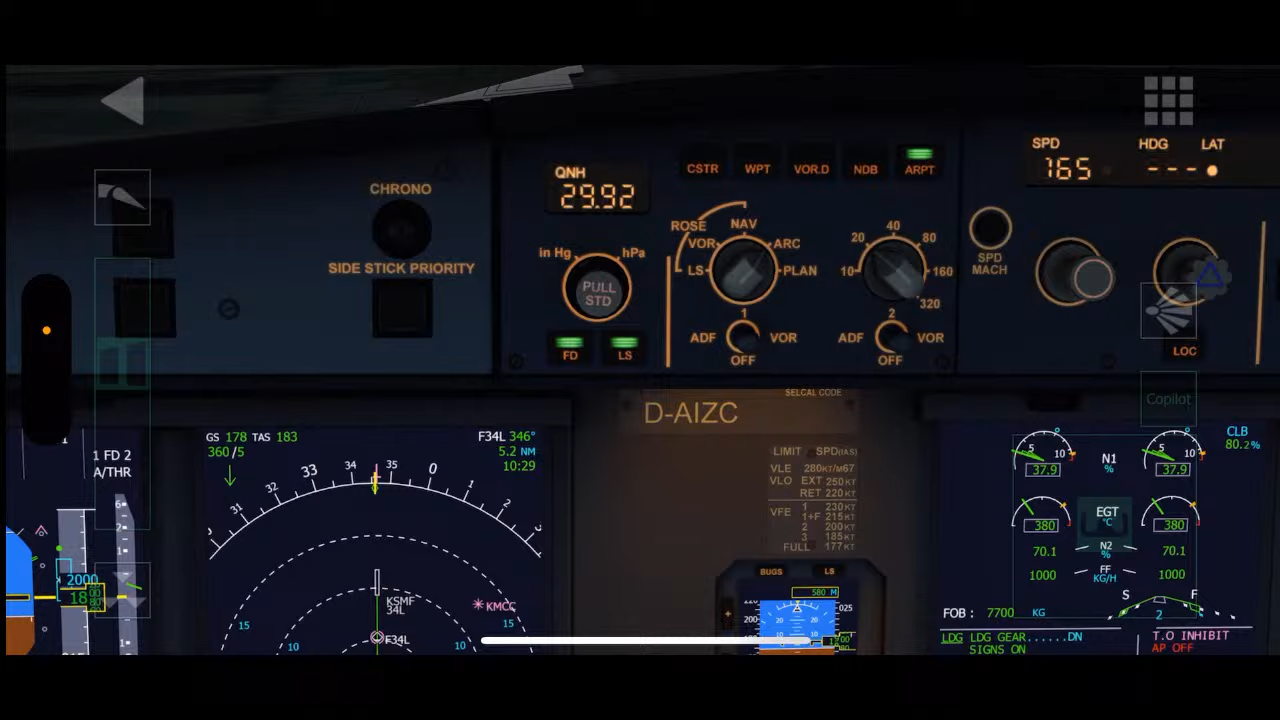 SPD HDG LAT
165 ---
QNH
29.92
CSTR WPT VOR.D NDB ARPT
CHRONO
SIDE STICK PRIORITY
in Hg hPa
PULL
STD
FD LS
ROSE NAV
VOR ARC
LS PLAN
10 20 40 80 160 320
1
ADF VOR
OFF
2
ADF VOR
OFF
SPD
MACH
LOC
Copilot
SELCAL CODE
D-AIZC
LIMIT SPD(IAS)
VLE 280KT/M67
VLO EXT 250KT
RET 220KT
VFE 1 230KT
1+F 215KT
2 200KT
3 185KT
FULL 177KT
BUGS LS
580 M
1 FD 2
A/THR
2000
GS 178 TAS 183
360/5
F34L 346°
5.2 NM
10:29
31 32 33 34 35 0 1 2
KSMF
34L
KMCC
F34L
15 15
10 10
CLB
80.2%
5 10 5 10
37.9 N1 % 37.9
380 EGT °C 380
70.1 N2 % 70.1
1000 FF KG/H 1000
S F
2
FOB : 7700 KG
LDG LDG GEAR......DN
SIGNS ON
T.O INHIBIT
AP OFF